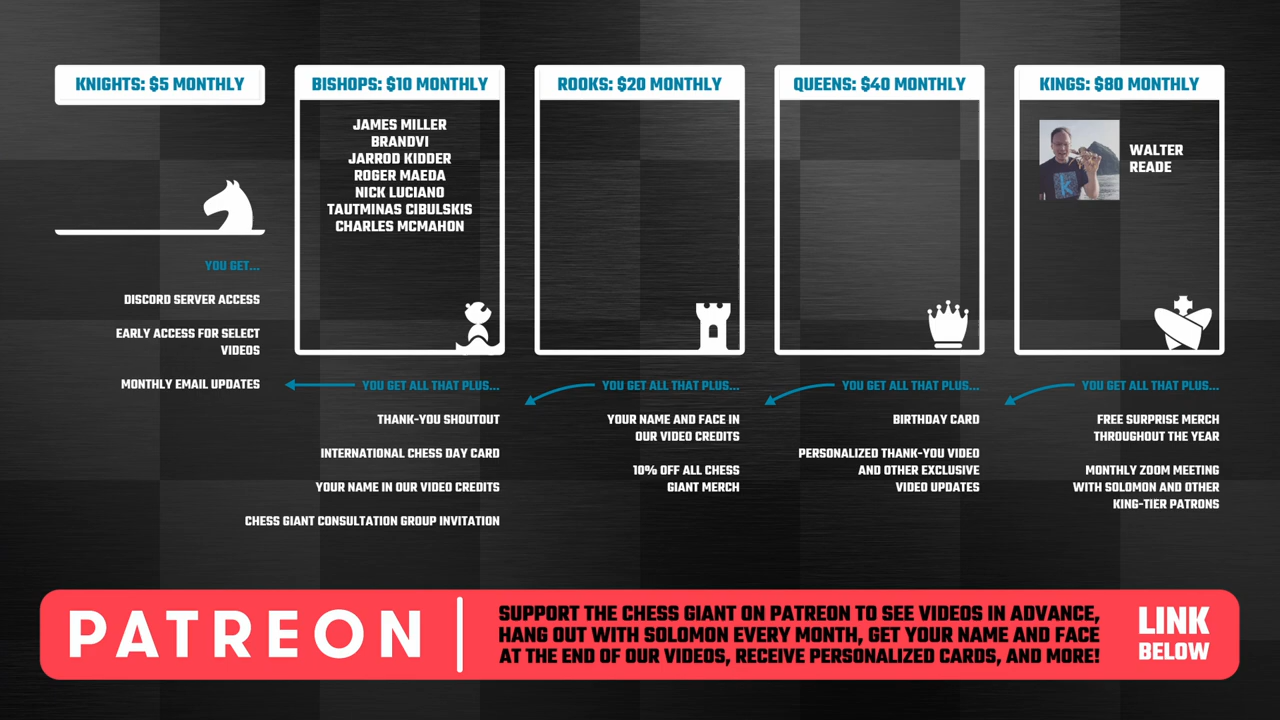 KNIGHTS: $5 MONTHLY
YOU GET...
DISCORD SERVER ACCESS
EARLY ACCESS FOR SELECT
VIDEOS
MONTHLY EMAIL UPDATES
BISHOPS: $10 MONTHLY
JAMES MILLER
BRANDVI
JARROD KIDDER
ROGER MAEDA
NICK LUCIANO
TAUTMINAS CIBULSKIS
CHARLES MCMAHON
YOU GET ALL THAT PLUS...
THANK-YOU SHOUTOUT
INTERNATIONAL CHESS DAY CARD
YOUR NAME IN OUR VIDEO CREDITS
CHESS GIANT CONSULTATION GROUP INVITATION
ROOKS: $20 MONTHLY
YOU GET ALL THAT PLUS...
YOUR NAME AND FACE IN
OUR VIDEO CREDITS
10% OFF ALL CHESS
GIANT MERCH
QUEENS: $40 MONTHLY
YOU GET ALL THAT PLUS...
BIRTHDAY CARD
PERSONALIZED THANK-YOU VIDEO
AND OTHER EXCLUSIVE
VIDEO UPDATES
KINGS: $80 MONTHLY
WALTER
READE
YOU GET ALL THAT PLUS...
FREE SURPRISE MERCH
THROUGHOUT THE YEAR
MONTHLY ZOOM MEETING
WITH SOLOMON AND OTHER
KING-TIER PATRONS
PATREON
SUPPORT THE CHESS GIANT ON PATREON TO SEE VIDEOS IN ADVANCE,
HANG OUT WITH SOLOMON EVERY MONTH, GET YOUR NAME AND FACE
AT THE END OF OUR VIDEOS, RECEIVE PERSONALIZED CARDS, AND MORE!
LINK
BELOW